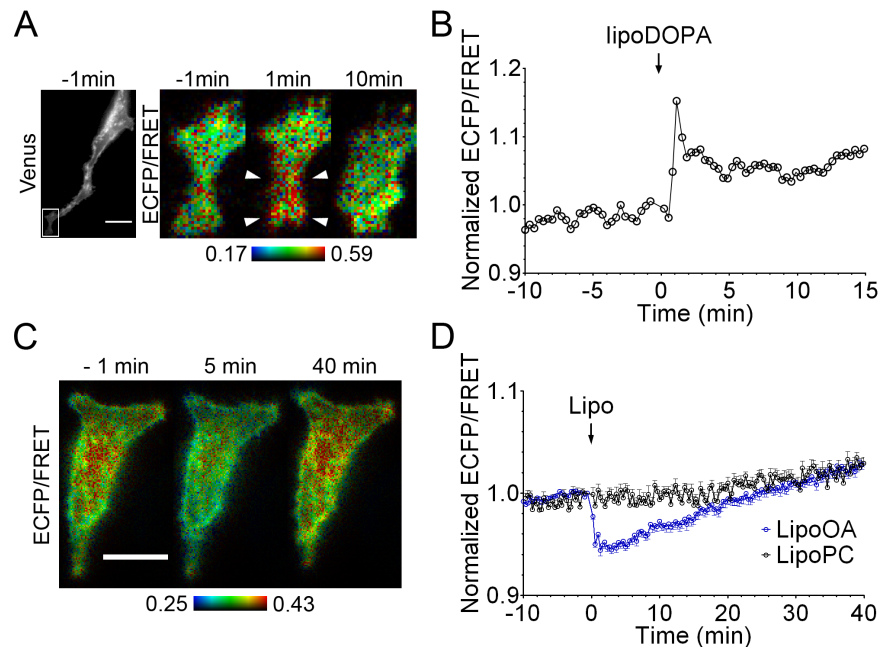 A
-1min
-1min 1min 10min
Venus
ECFP/FRET
0.17
0.59
B
lipoDOPA
Normalized ECFP/FRET
1.2
1.1
1.0
0.9
-10 -5 0 5 10 15
Time (min)
C
- 1 min 5 min 40 min
ECFP/FRET
0.25
0.43
D
Lipo
Normalized ECFP/FRET
1.1
1.0
0.9
LipoOA
LipoPC
-10 0 10 20 30 40
Time (min)